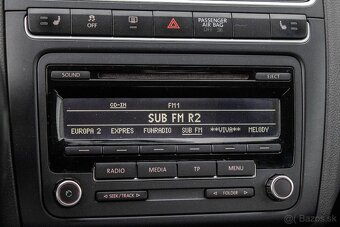 OFF
PASSENGER
AIR BAG
OFF
SOUND
EJECT
CD-IN
FM1
SUB FM R2
EUROPA 2 EXPRES FUNRADIO SUB FM **VIVA** MELODY
RADIO MEDIA TP MENU
SEEK/TRACK
FOLDER
BAZOS.sk